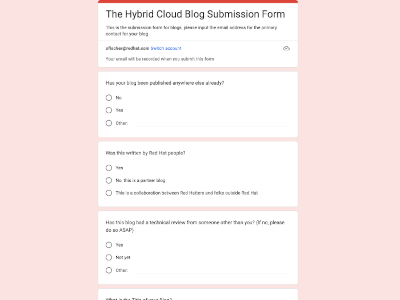 The Hybrid Cloud Blog Submission Form
This is the submission form for blogs, please input the email address for the primary
contact for your blog
Switch account
Your email will be recorded when you submit this form
Has your blog been published anywhere else already?
No
Yes
Other:
Was this written by Red Hat people?
Yes
No, this is a partner blog
This is a collaboration between Red Hatters and folks outside Red Hat
Has this blog had a technical review from someone other than you? (If no, please
do so ASAP)
Yes
Not yet
Other:
What is the Title of your Blog?